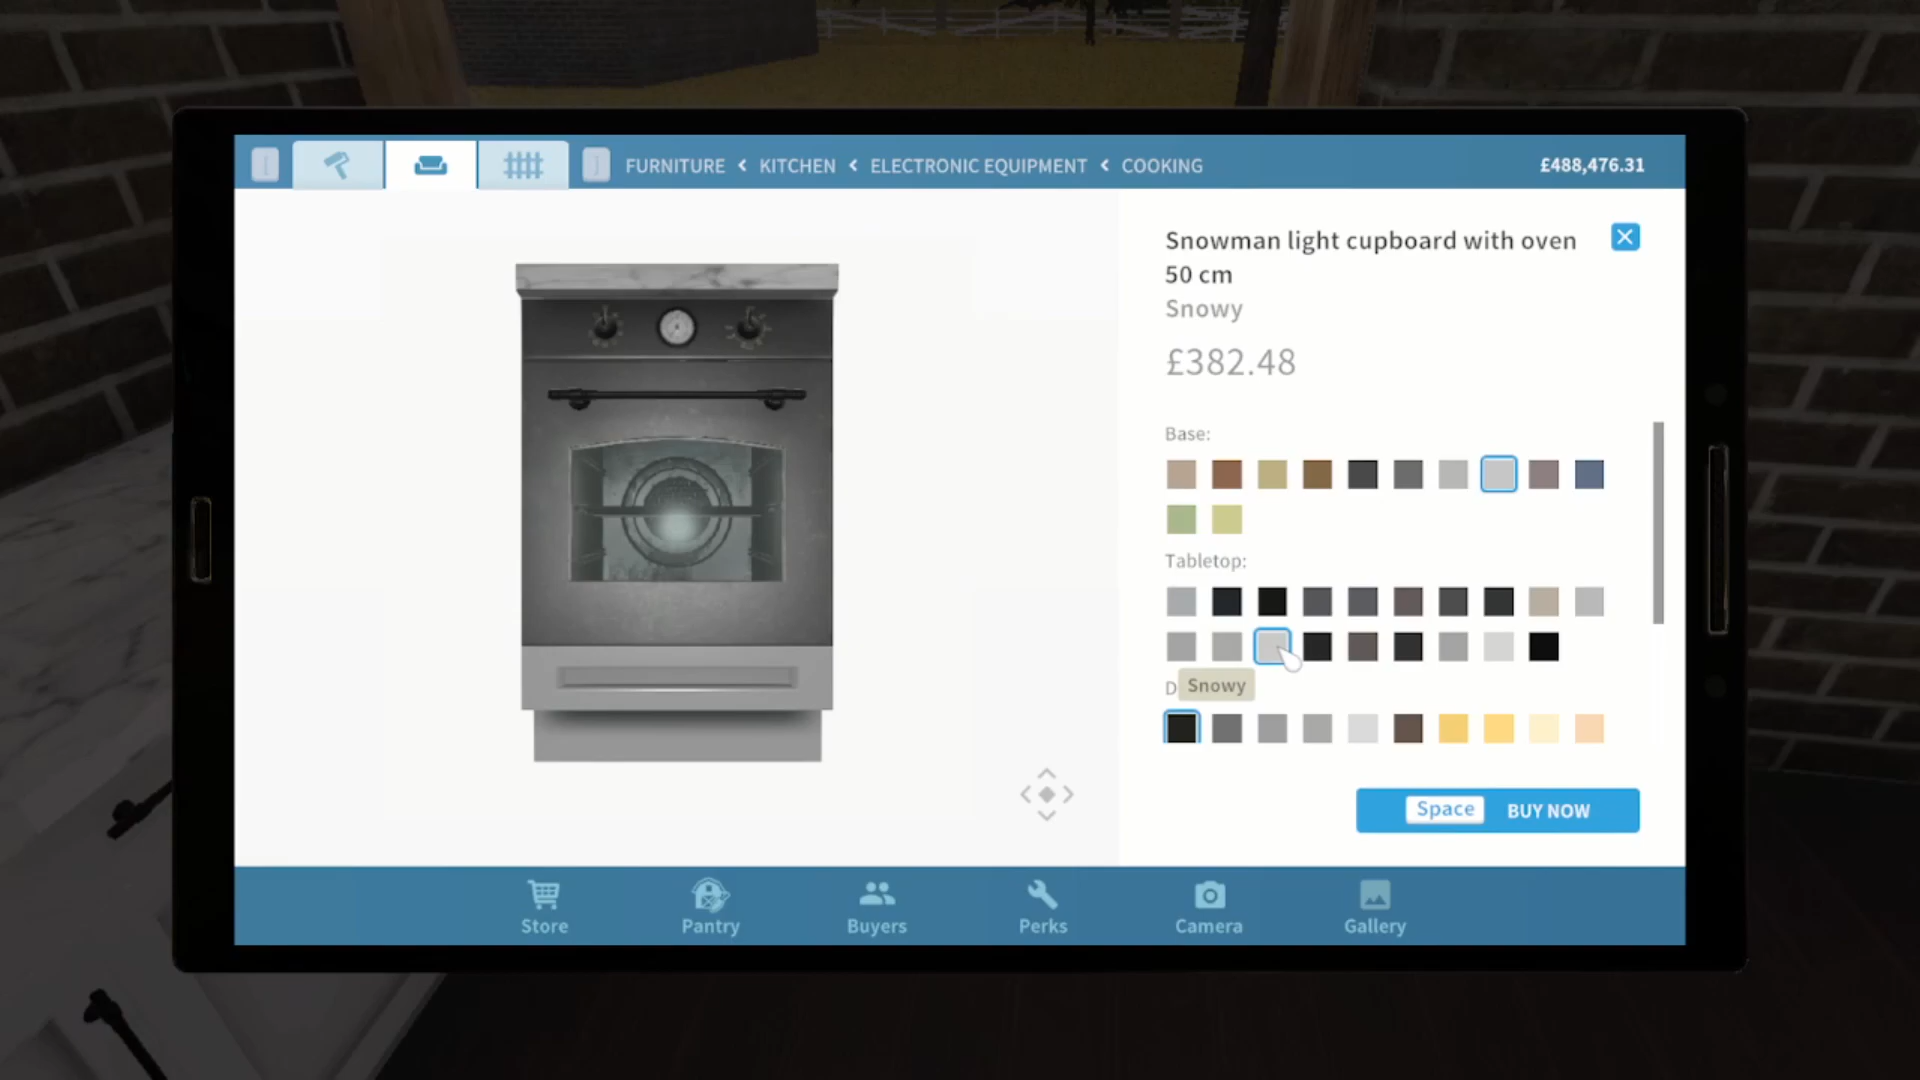 FURNITURE < KITCHEN < ELECTRONIC EQUIPMENT < COOKING
£488,476.31
Snowman light cupboard with oven
50 cm
Snowy
£382.48
Base:
Tabletop:
Snowy
D
Space BUY NOW
Store
Pantry
Buyers
Perks
Camera
Gallery